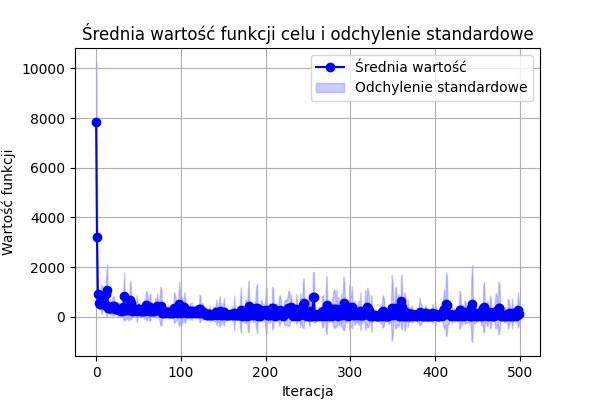 Średnia wartość funkcji celu i odchylenie standardowe
Średnia wartość
Odchylenie standardowe
Wartość funkcji
10000
8000
6000
4000
2000
0
0 100 200 300 400 500
Iteracja